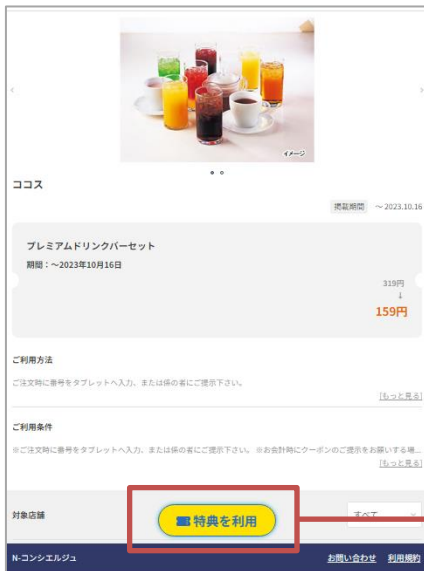 イメージ
ココス
掲載期間 ～2023.10.16
プレミアムドリンクバーセット
期間：～2023年10月16日
319円
↓
159円
ご利用方法
ご注文時に番号をタブレットへ入力、または係の者にご提示下さい。
[もっと見る]
ご利用条件
※ご注文時に番号をタブレットへ入力、または係の者にご提示下さい。 ※お会計時にクーポンのご提示をお願いする場...
[もっと見る]
対象店舗 特典を利用 すべて
N-コンシェルジュ お問い合わせ 利用規約